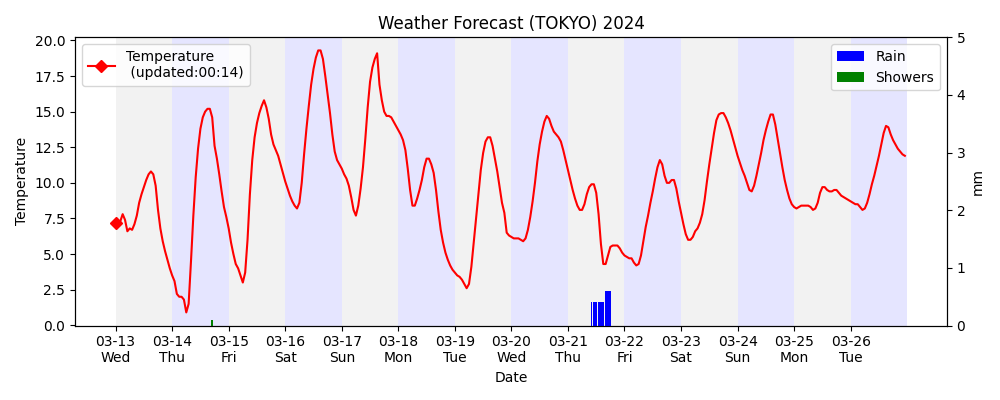 Weather Forecast (TOKYO) 2024
Temperature
(updated:00:14)
Rain
Showers
Temperature
20.0
17.5
15.0
12.5
10.0
7.5
5.0
2.5
0.0
5
4
3
2
1
0
mm
03-13 03-14 03-15 03-16 03-17 03-18 03-19 03-20 03-21 03-22 03-23 03-24 03-25 03-26
Wed Thu Fri Sat Sun Mon Tue Wed Thu Fri Sat Sun Mon Tue
Date